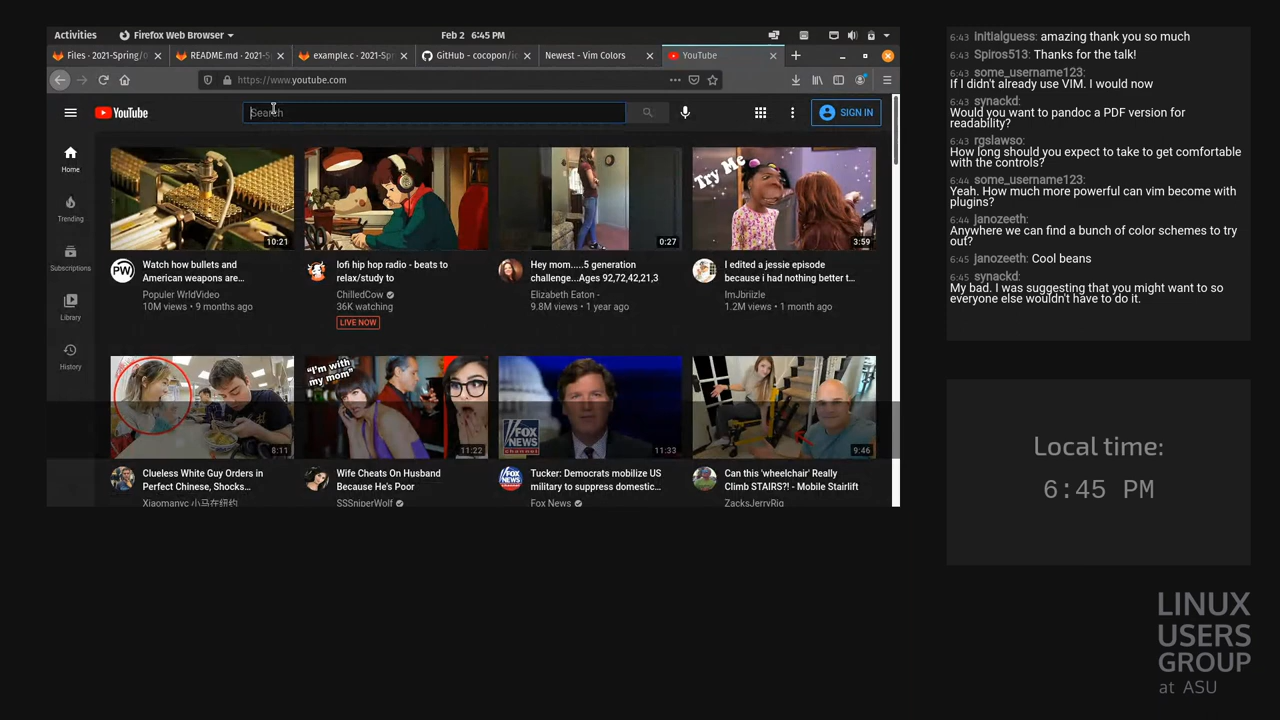 Activities
Firefox Web Browser
Feb 2 6:45 PM
Files · 2021-Spring/
README.md · 2021-S
example.c · 2021-Sp
GitHub - cocopon/ic
Newest - Vim Colors
YouTube
https://www.youtube.com
YouTube
Search
SIGN IN
Home
Trending
Subscriptions
Library
History
Try Me
10:21
0:27
3:59
Watch how bullets and
American weapons are...
Populer WrldVideo
10M views • 9 months ago
lofi hip hop radio - beats to
relax/study to
ChilledCow
36K watching
LIVE NOW
Hey mom.....5 generation
challenge...Ages 92,72,42,21,3
Elizabeth Eaton -
9.8M views • 1 year ago
I edited a jessie episode
because i had nothing better t...
ImJbriizle
1.2M views • 1 month ago
"I'm with
my mom"
FOX
NEWS
channel
8:11
11:22
11:33
9:46
Clueless White Guy Orders in
Perfect Chinese, Shocks...
Xiaomanyc 小马在纽约
Wife Cheats On Husband
Because He's Poor
SSSniperWolf
Tucker: Democrats mobilize US
military to suppress domestic...
Fox News
Can this 'wheelchair' Really
Climb STAIRS?! - Mobile Stairlift
ZacksJerryRig
6:43 initialguess: amazing thank you so much
6:43 Spiros513: Thanks for the talk!
6:43 some_username123:
If I didn't already use VIM. I would now
6:43 synackd:
Would you want to pandoc a PDF version for
readability?
6:43 rgslawso:
How long should you expect to take to get comfortable
with the controls?
6:44 some_username123:
Yeah. How much more powerful can vim become with
plugins?
6:44 janozeeth:
Anywhere we can find a bunch of color schemes to try
out?
6:45 janozeeth: Cool beans
6:45 synackd:
My bad. I was suggesting that you might want to so
everyone else wouldn't have to do it.
Local time:
6:45 PM
LINUX
USERS
GROUP
at ASU